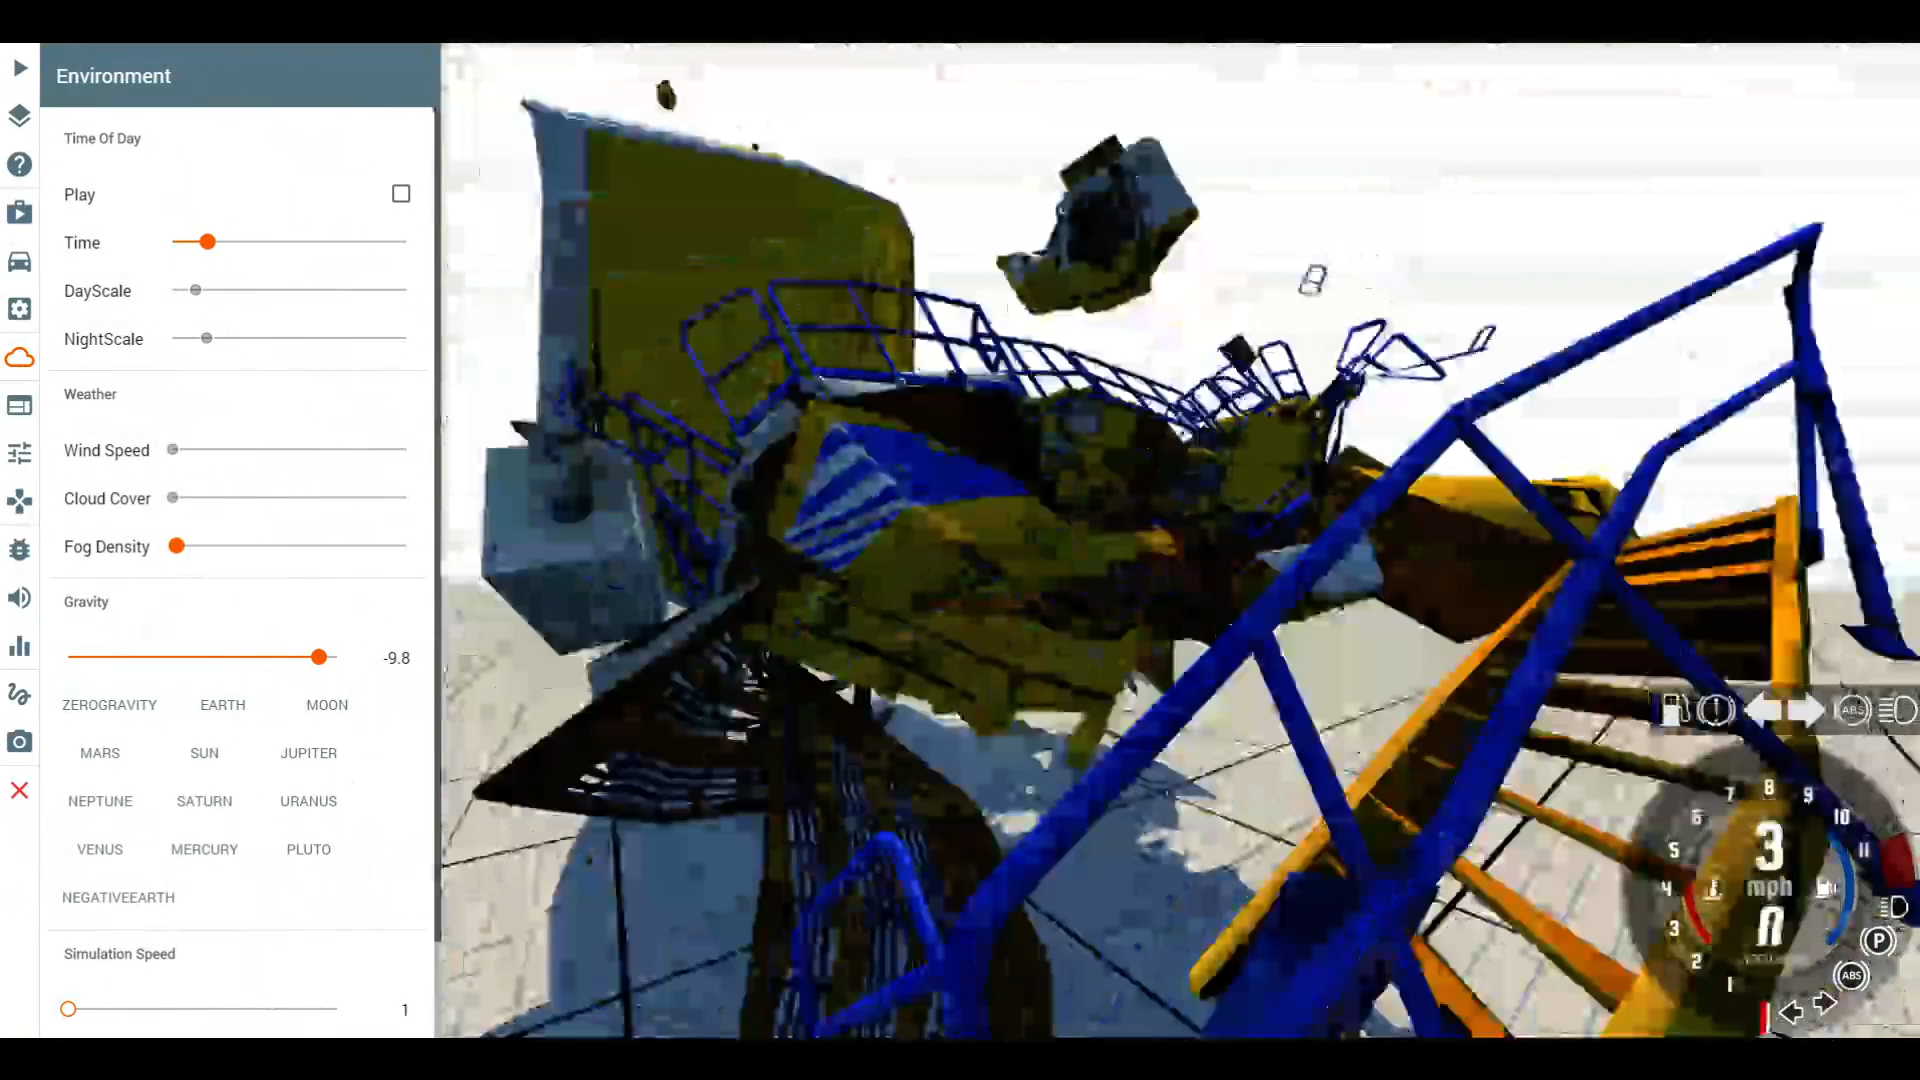 Environment
Time Of Day
Play
Time
DayScale
NightScale
Weather
Wind Speed
Cloud Cover
Fog Density
Gravity
-9.8
ZEROGRAVITY EARTH MOON
MARS SUN JUPITER
NEPTUNE SATURN URANUS
VENUS MERCURY PLUTO
NEGATIVEEARTH
Simulation Speed
1
ABS
8
7 9
6 10
5 3 11
4 mph
3 n
P
2
ABS
1